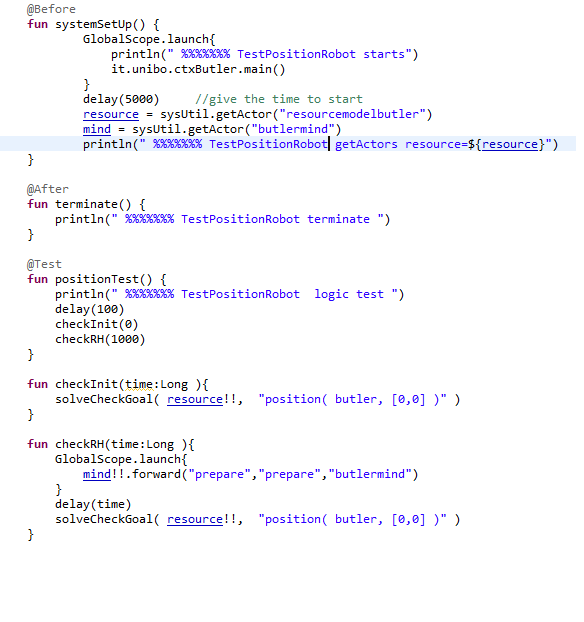 @Before
fun systemSetUp() {
GlobalScope.launch{
println(" %%%%%%% TestPositionRobot starts")
it.unibo.ctxButler.main()
}
delay(5000) //give the time to start
resource = sysUtil.getActor("resourcemodelbutler")
mind = sysUtil.getActor("butlermind")
println(" %%%%%%% TestPositionRobot getActors resource=${resource}")
}
@After
fun terminate() {
println(" %%%%%%% TestPositionRobot terminate ")
}
@Test
fun positionTest() {
println(" %%%%%%% TestPositionRobot  logic test ")
delay(100)
checkInit(0)
checkRH(1000)
}
fun checkInit(time:Long ){
solveCheckGoal( resource!!,  "position( butler, [0,0] )" )
}
fun checkRH(time:Long ){
GlobalScope.launch{
mind!!.forward("prepare","prepare","butlermind")
}
delay(time)
solveCheckGoal( resource!!,  "position( butler, [0,0] )" )
}